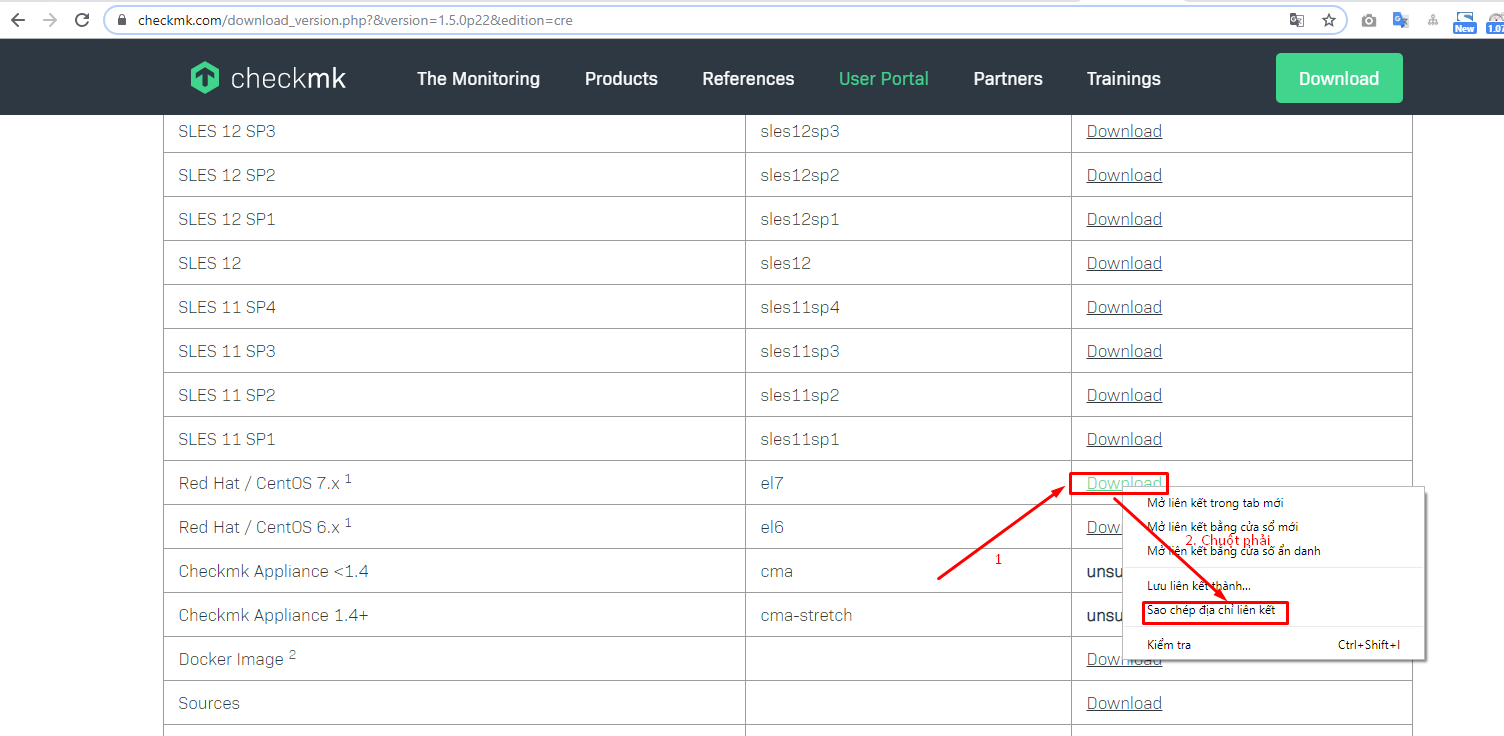 checkmk.com/download_version.php?&version=1.5.0p22&edition=cre
New
1.07
checkmk The Monitoring Products References User Portal Partners Trainings Download
SLES 12 SP3 sles12sp3 Download
SLES 12 SP2 sles12sp2 Download
SLES 12 SP1 sles12sp1 Download
SLES 12 sles12 Download
SLES 11 SP4 sles11sp4 Download
SLES 11 SP3 sles11sp3 Download
SLES 11 SP2 sles11sp2 Download
SLES 11 SP1 sles11sp1 Download
Red Hat / CentOS 7.x 1 el7 Download
Mở liên kết trong tab mới
Red Hat / CentOS 6.x 1 el6 Dow
Mở liên kết bằng cửa sổ mới
2. Chuột phải
Mở liên kết bằng cửa sổ ẩn danh
1
Checkmk Appliance <1.4 cma unsu
Lưu liên kết thành...
Sao chép địa chỉ liên kết
Checkmk Appliance 1.4+ cma-stretch unsu
Kiểm tra Ctrl+Shift+I
Docker Image 2
Sources Download